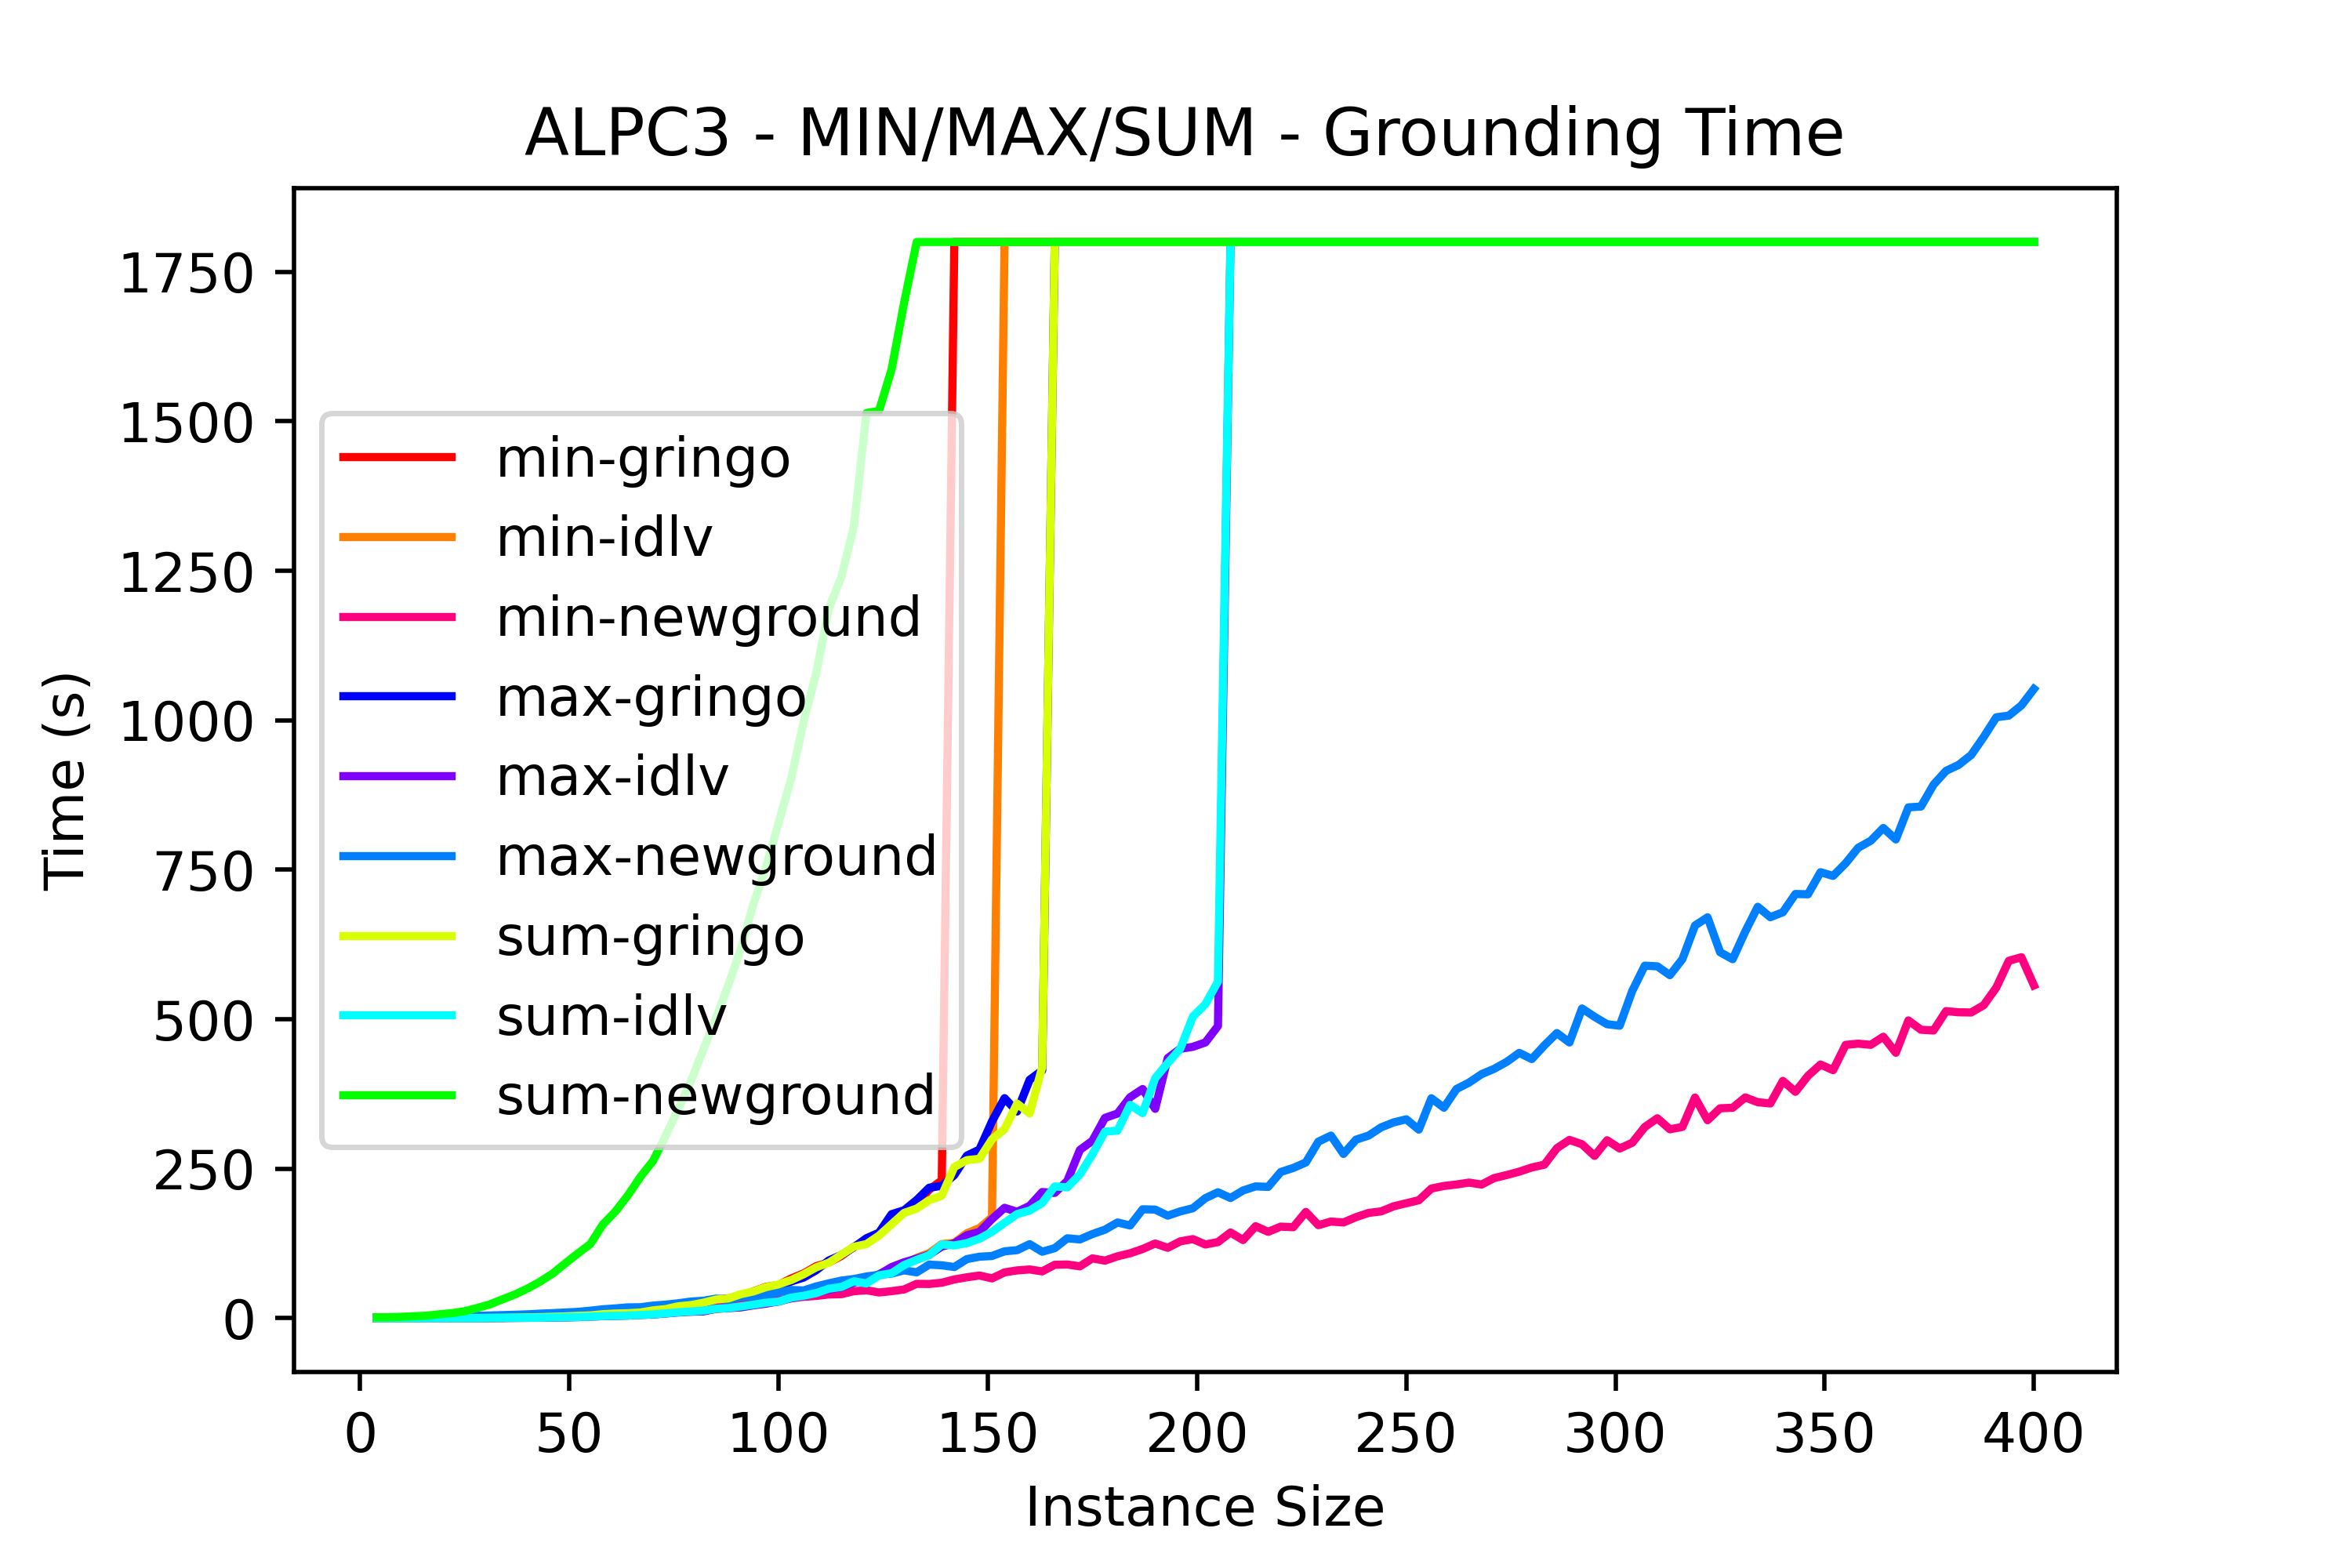 ALPC3 - MIN/MAX/SUM - Grounding Time
Time (s)
1750
1500
1250
1000
750
500
250
0
min-gringo
min-idlv
min-newground
max-gringo
max-idlv
max-newground
sum-gringo
sum-idlv
sum-newground
0 50 100 150 200 250 300 350 400
Instance Size